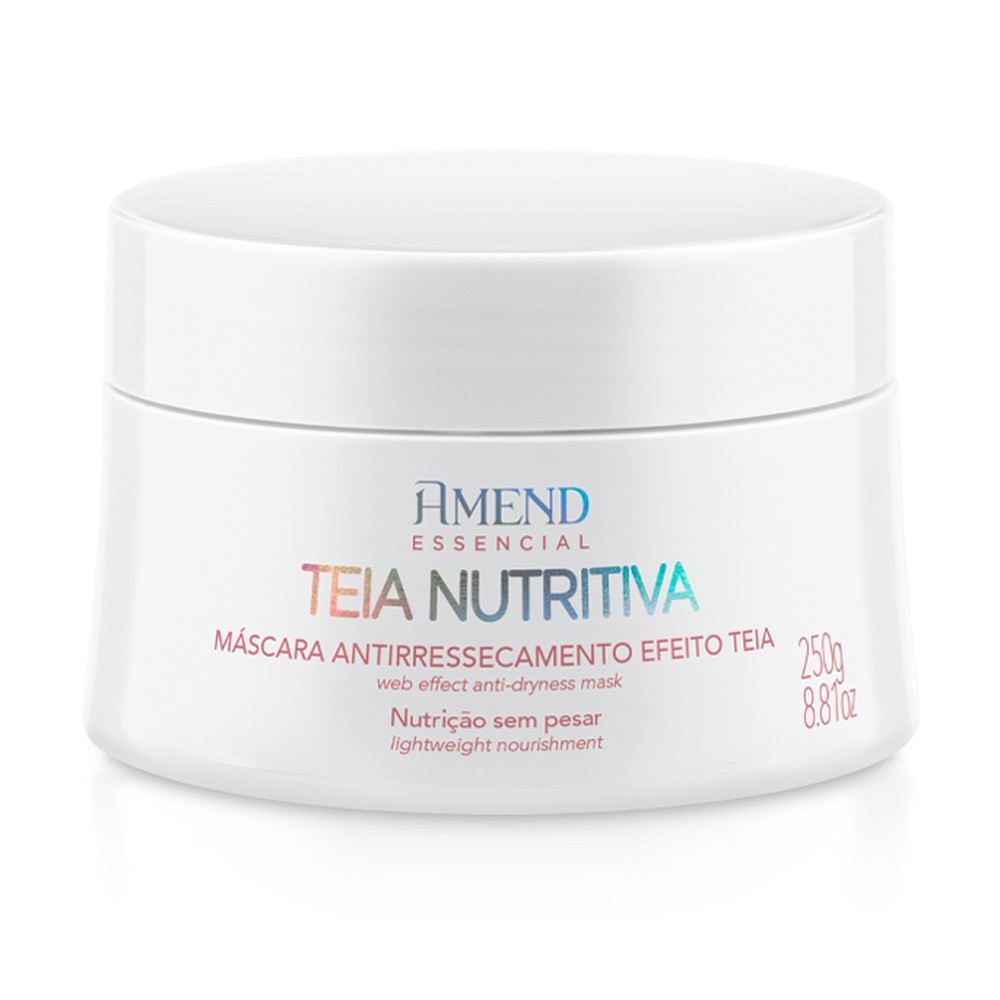 AMEND
ESSENCIAL
TEIA NUTRITIVA
MÁSCARA ANTIRRESSECAMENTO EFEITO TEIA
web effect anti-dryness mask
Nutrição sem pesar
lightweight nourishment
250g
8.81oz